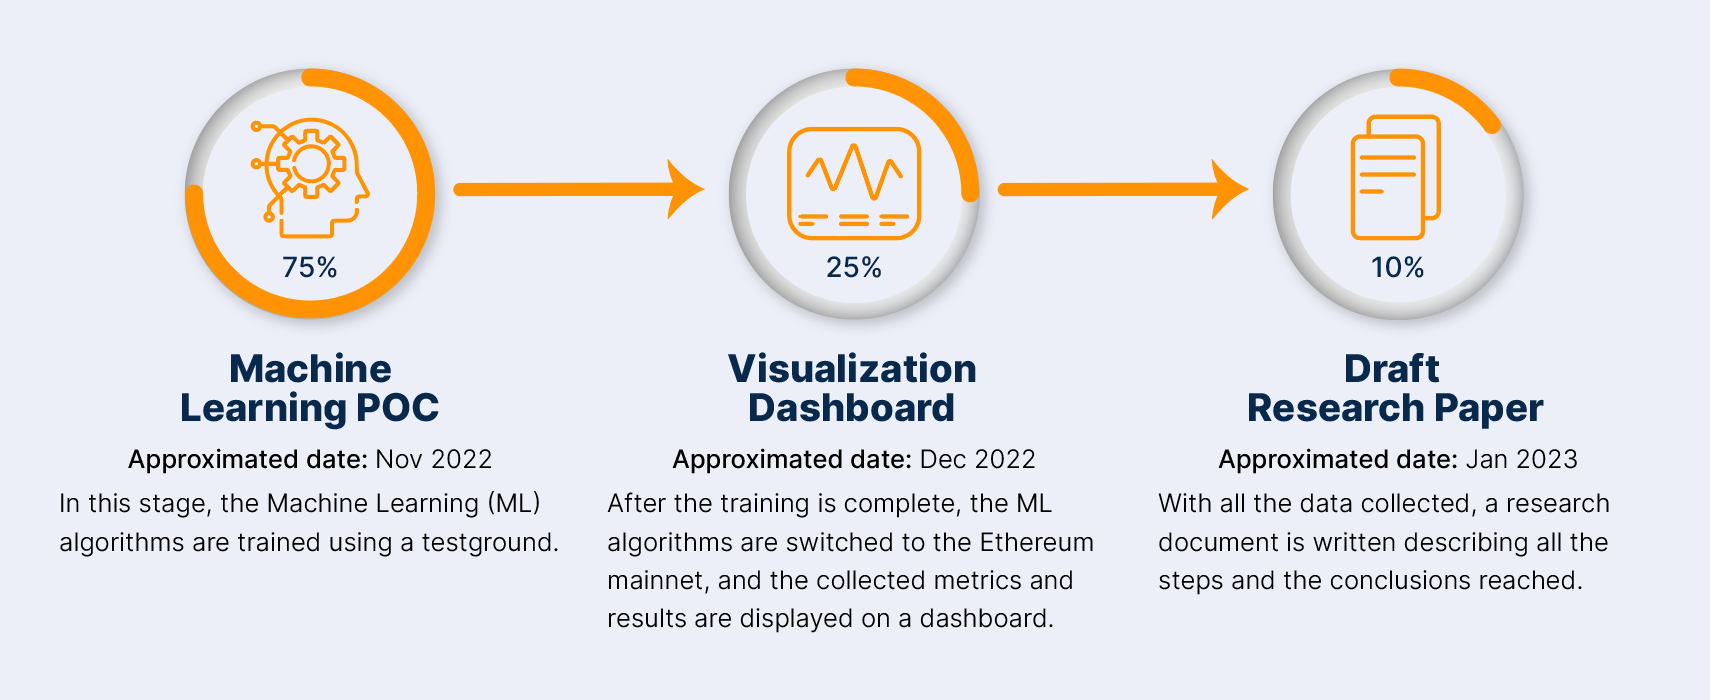 75%
25%
10%
Machine
Learning POC
Approximated date: Nov 2022
In this stage, the Machine Learning (ML)
algorithms are trained using a testground.
Visualization
Dashboard
Approximated date: Dec 2022
After the training is complete, the ML
algorithms are switched to the Ethereum
mainnet, and the collected metrics and
results are displayed on a dashboard.
Draft
Research Paper
Approximated date: Jan 2023
With all the data collected, a research
document is written describing all the
steps and the conclusions reached.